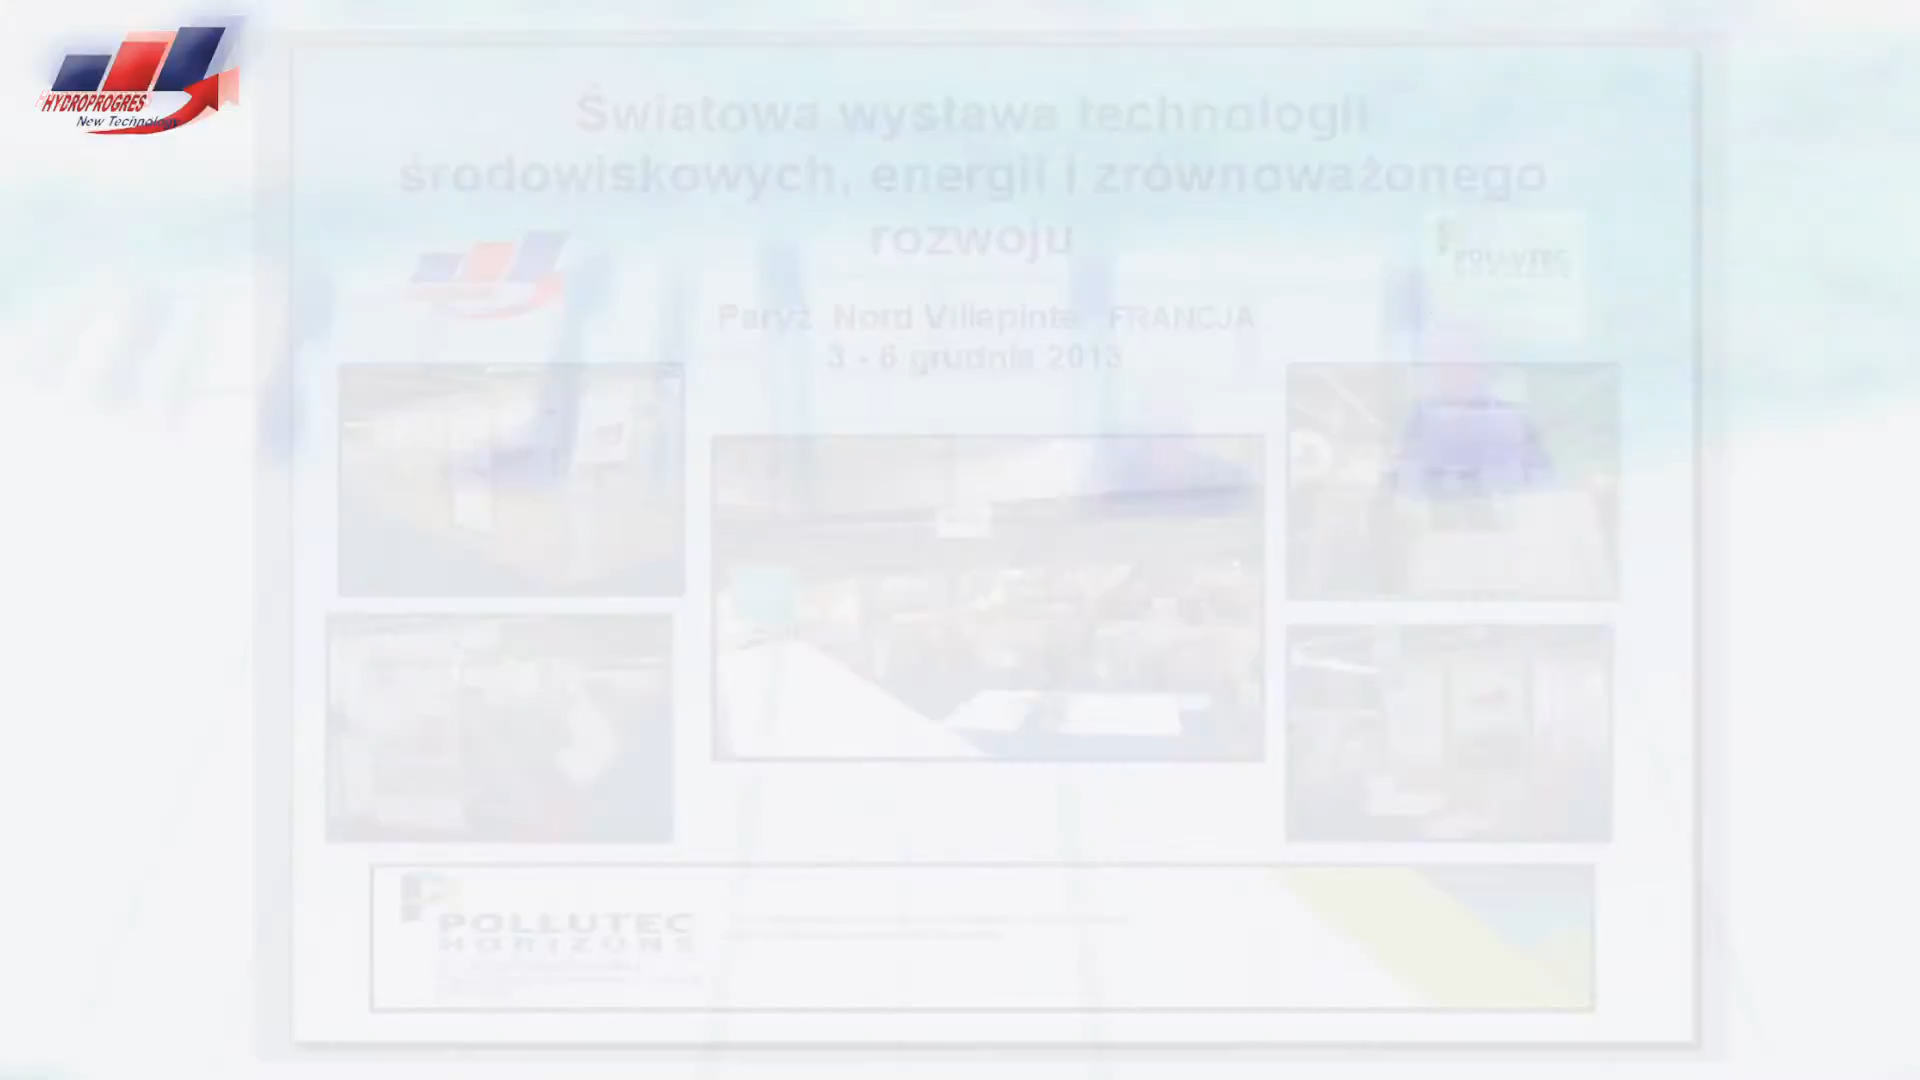 HYDROPROGRES
New Technology
Światowa wystawa technologii
środowiskowych, energii i zrównoważonego
rozwoju
POLLUTEC
Paryż Nord Villepinte FRANCJA
3 - 6 grudnia 2013
POLLUTEC
HORIZONS